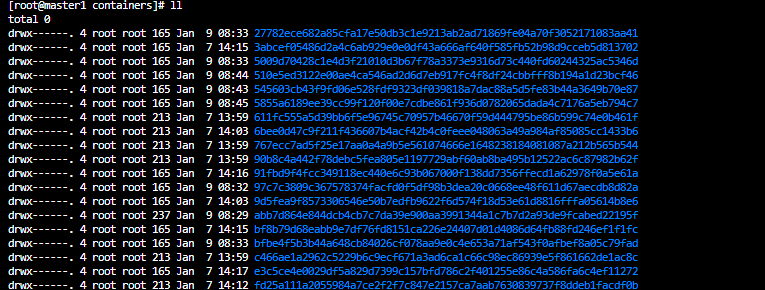 [root@master1 containers]# ll
total 0
drwx------. 4 root root 165 Jan  9 08:33 27782ece682a85cfa17e50db3c1e9213ab2ad71869fe04a70f3052171083aa41
drwx------. 4 root root 165 Jan  7 14:15 3abcef05486d2a4c6ab929e0e0df43a666af640f585fb52b98d9cceb5d813702
drwx------. 4 root root 165 Jan  9 08:33 5009d70428c1e4d3f21010d3b67f78a3373e9316d73c440fd60244325ac5346d
drwx------. 4 root root 165 Jan  9 08:44 510e5ed3122e00ae4ca546ad2d6d7eb917fc4f8df24cbbfff8b194a1d23bcf46
drwx------. 4 root root 165 Jan  9 08:43 545603cb43f9fd06e528fdf9323df039818a7dac88a5d5fe83b44a3649b70e87
drwx------. 4 root root 165 Jan  9 08:45 5855a6189ee39cc99f120f00e7cdbe861f936d0782065dada4c7176a5eb794c7
drwx------. 4 root root 213 Jan  7 13:59 611fc555a5d39bb6f5e96745c70957b46670f59d444795be86b599c74e0b461f
drwx------. 4 root root 213 Jan  7 14:03 6bee0d47c9f211f436607b4acf42b4c0feee048063a49a984af85085cc1433b6
drwx------. 4 root root 213 Jan  7 13:59 767ecc7ad5f25e17aa0a4a9b5e561074666e1648238184081087a212b565b544
drwx------. 4 root root 213 Jan  7 13:59 90b8c4a442f78debc5fea805e1197729abf60ab8ba495b12522ac6c87982b62f
drwx------. 4 root root 165 Jan  7 14:16 91fbd9f4fcc349118ec440e6c93b067000f138dd7356ffecd1a62978f0a5e61a
drwx------. 4 root root 165 Jan  9 08:32 97c7c3809c367578374facfd0f5df98b3dea20c0668ee48f611d67aecdb8d82a
drwx------. 4 root root 213 Jan  7 14:03 9d5fea9f8573306546e50b7edfb9622f6d574f18d53e61d8816fffa05614b8e6
drwx------. 4 root root 237 Jan  9 08:29 abb7d864e844dcb4cb7c7da39e900aa3991344a1c7b7d2a93de9fcabed22195f
drwx------. 4 root root 165 Jan  7 14:15 bf8b79d68eabb9e7df76fd8151ca226e24407d01d4086d64fb88fd246ef1f1fc
drwx------. 4 root root 165 Jan  9 08:33 bfbe4f5b3b44a648cb84026cf078aa9e0c4e653a71af543f0afbef8a05c79fad
drwx------. 4 root root 213 Jan  7 13:59 c466ae1a2962c5229b6c9ecf671a3ad6ca1c66c98ec86939e5f861662de1ac8c
drwx------. 4 root root 165 Jan  7 14:17 e3c5ce4e0029df5a829d7399c157bfd786c2f401255e86c4a586fa6c4ef11272
drwx------. 4 root root 213 Jan  7 14:12 fd25a111a2055984a7ce2f2f7c847e2157ca7aab7630839737f8ddeb1facdf0b